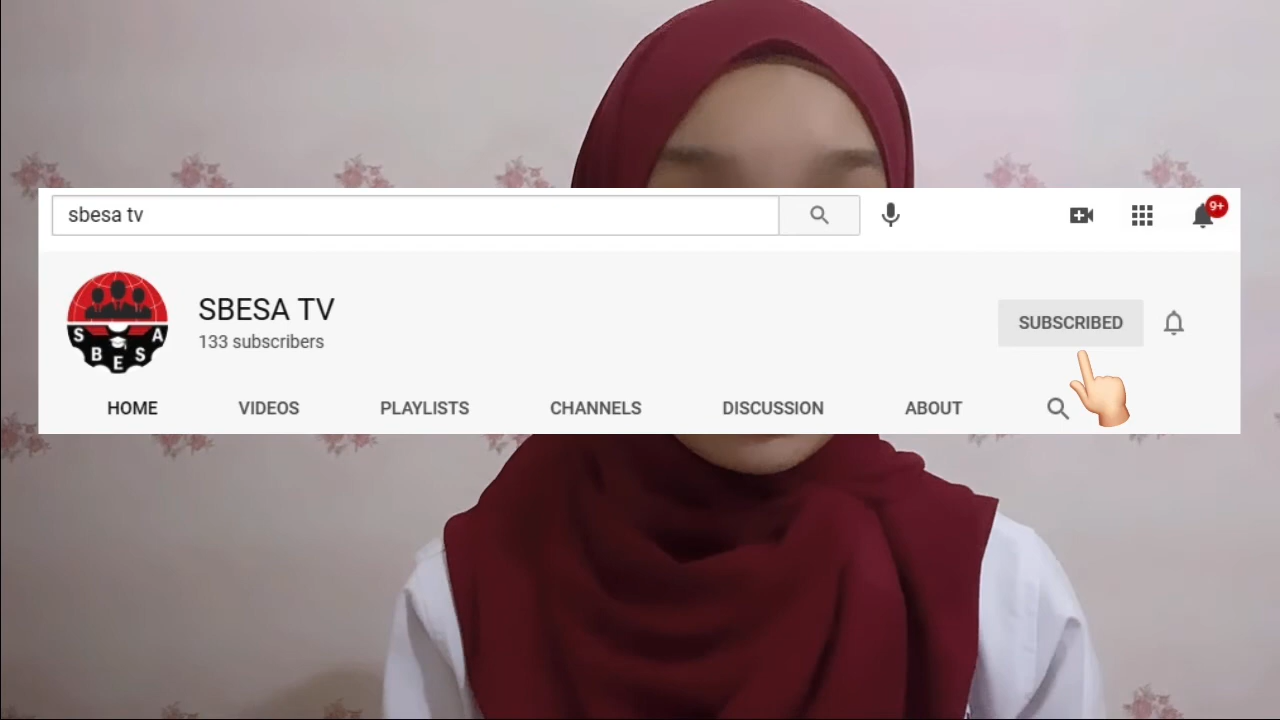 sbesa tv
9+
SBESA TV
133 subscribers
SUBSCRIBED
S B E S A
HOME VIDEOS PLAYLISTS CHANNELS DISCUSSION ABOUT